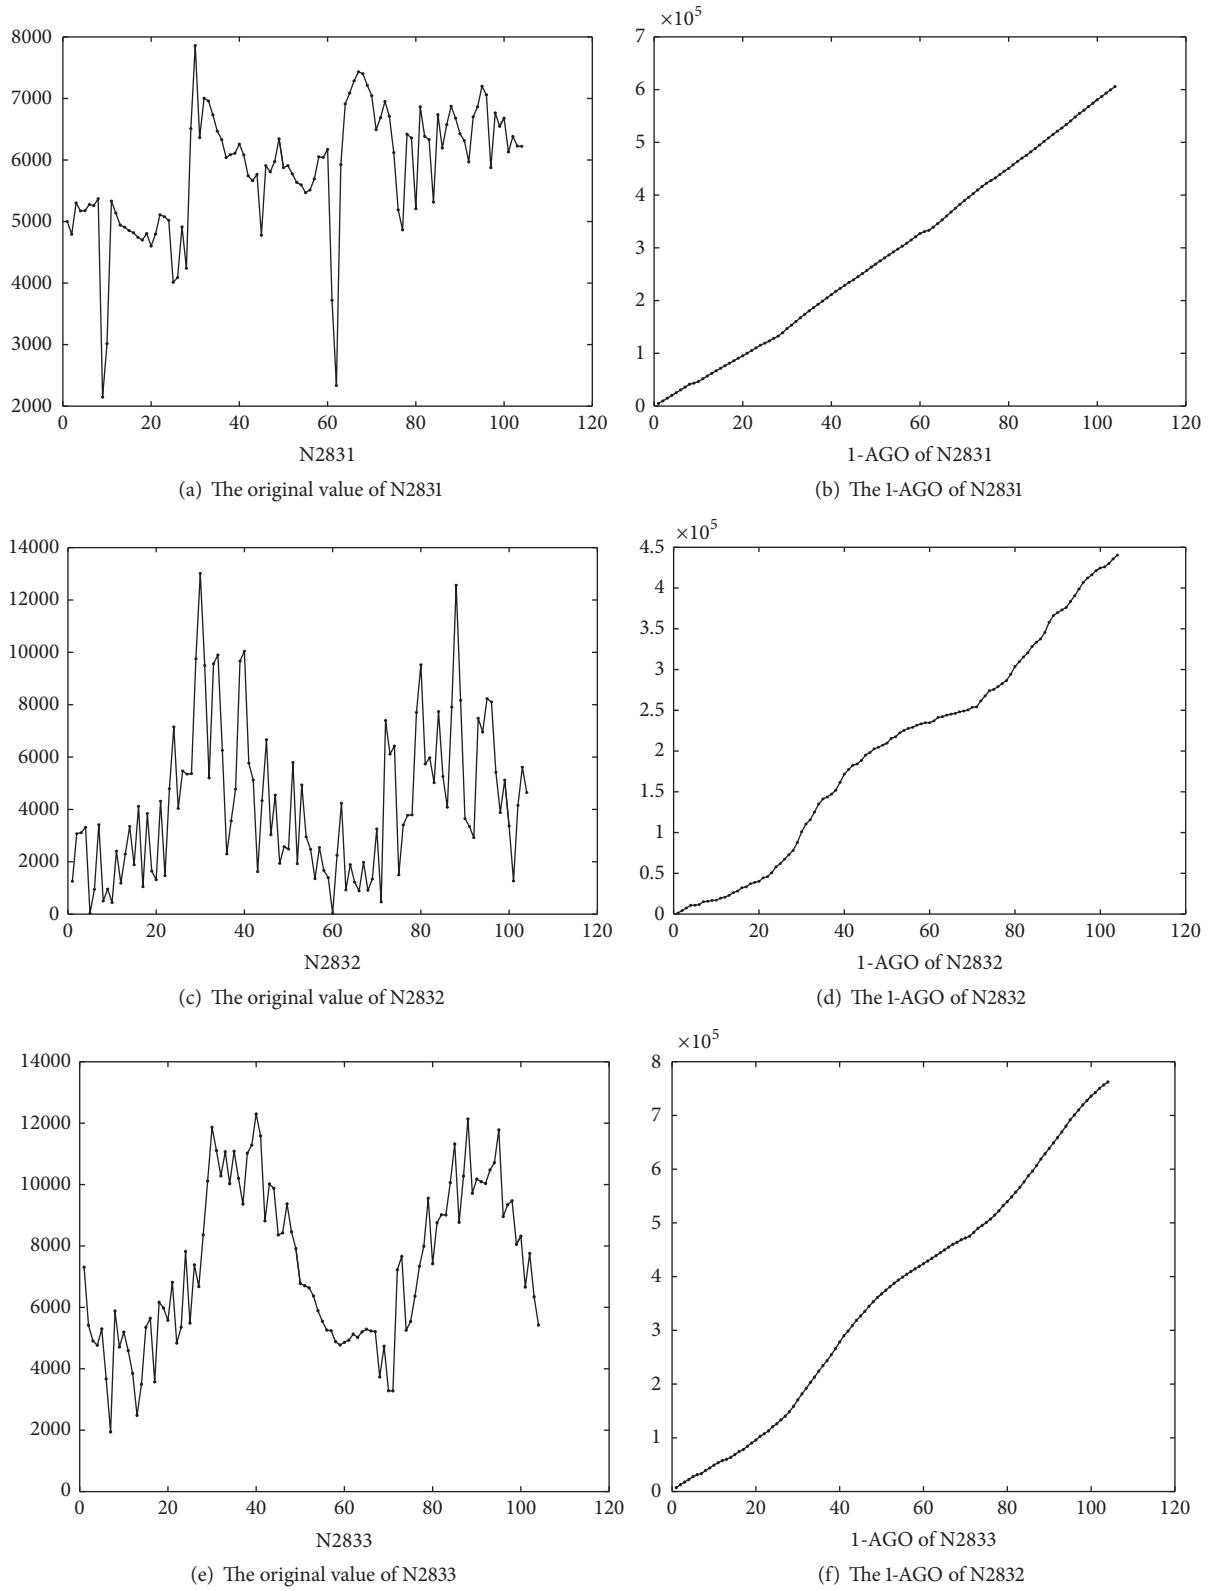 8000
7000
6000
5000
4000
3000
2000
0 20 40 60 80 100 120
N2831
(a) The original value of N2831
×10⁵
7
6
5
4
3
2
1
0
0 20 40 60 80 100 120
1-AGO of N2831
(b) The 1-AGO of N2831
14000
12000
10000
8000
6000
4000
2000
0
0 20 40 60 80 100 120
N2832
(c) The original value of N2832
×10⁵
4.5
4
3.5
3
2.5
2
1.5
1
0.5
0
0 20 40 60 80 100 120
1-AGO of N2832
(d) The 1-AGO of N2832
14000
12000
10000
8000
6000
4000
2000
0
0 20 40 60 80 100 120
N2833
(e) The original value of N2833
×10⁵
8
7
6
5
4
3
2
1
0
0 20 40 60 80 100 120
1-AGO of N2833
(f) The 1-AGO of N2832